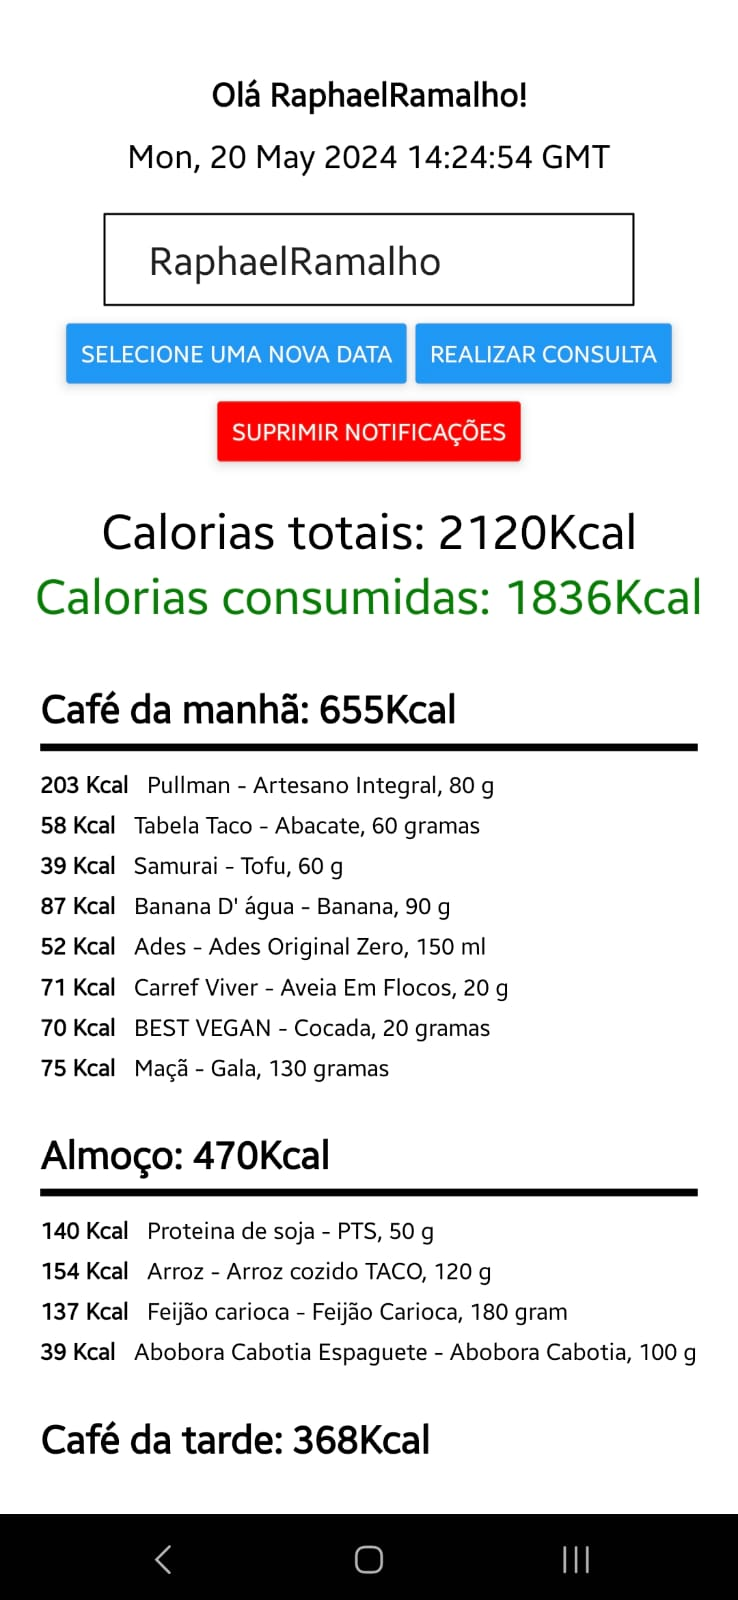 Olá RaphaelRamalho!
Mon, 20 May 2024 14:24:54 GMT
RaphaelRamalho
SELECIONE UMA NOVA DATA REALIZAR CONSULTA
SUPRIMIR NOTIFICAÇÕES
Calorias totais: 2120Kcal
Calorias consumidas: 1836Kcal
Café da manhã: 655Kcal
203 Kcal Pullman - Artesano Integral, 80 g
58 Kcal Tabela Taco - Abacate, 60 gramas
39 Kcal Samurai - Tofu, 60 g
87 Kcal Banana D' água - Banana, 90 g
52 Kcal Ades - Ades Original Zero, 150 ml
71 Kcal Carref Viver - Aveia Em Flocos, 20 g
70 Kcal BEST VEGAN - Cocada, 20 gramas
75 Kcal Maçã - Gala, 130 gramas
Almoço: 470Kcal
140 Kcal Proteina de soja - PTS, 50 g
154 Kcal Arroz - Arroz cozido TACO, 120 g
137 Kcal Feijão carioca - Feijão Carioca, 180 gram
39 Kcal Abobora Cabotia Espaguete - Abobora Cabotia, 100 g
Café da tarde: 368Kcal